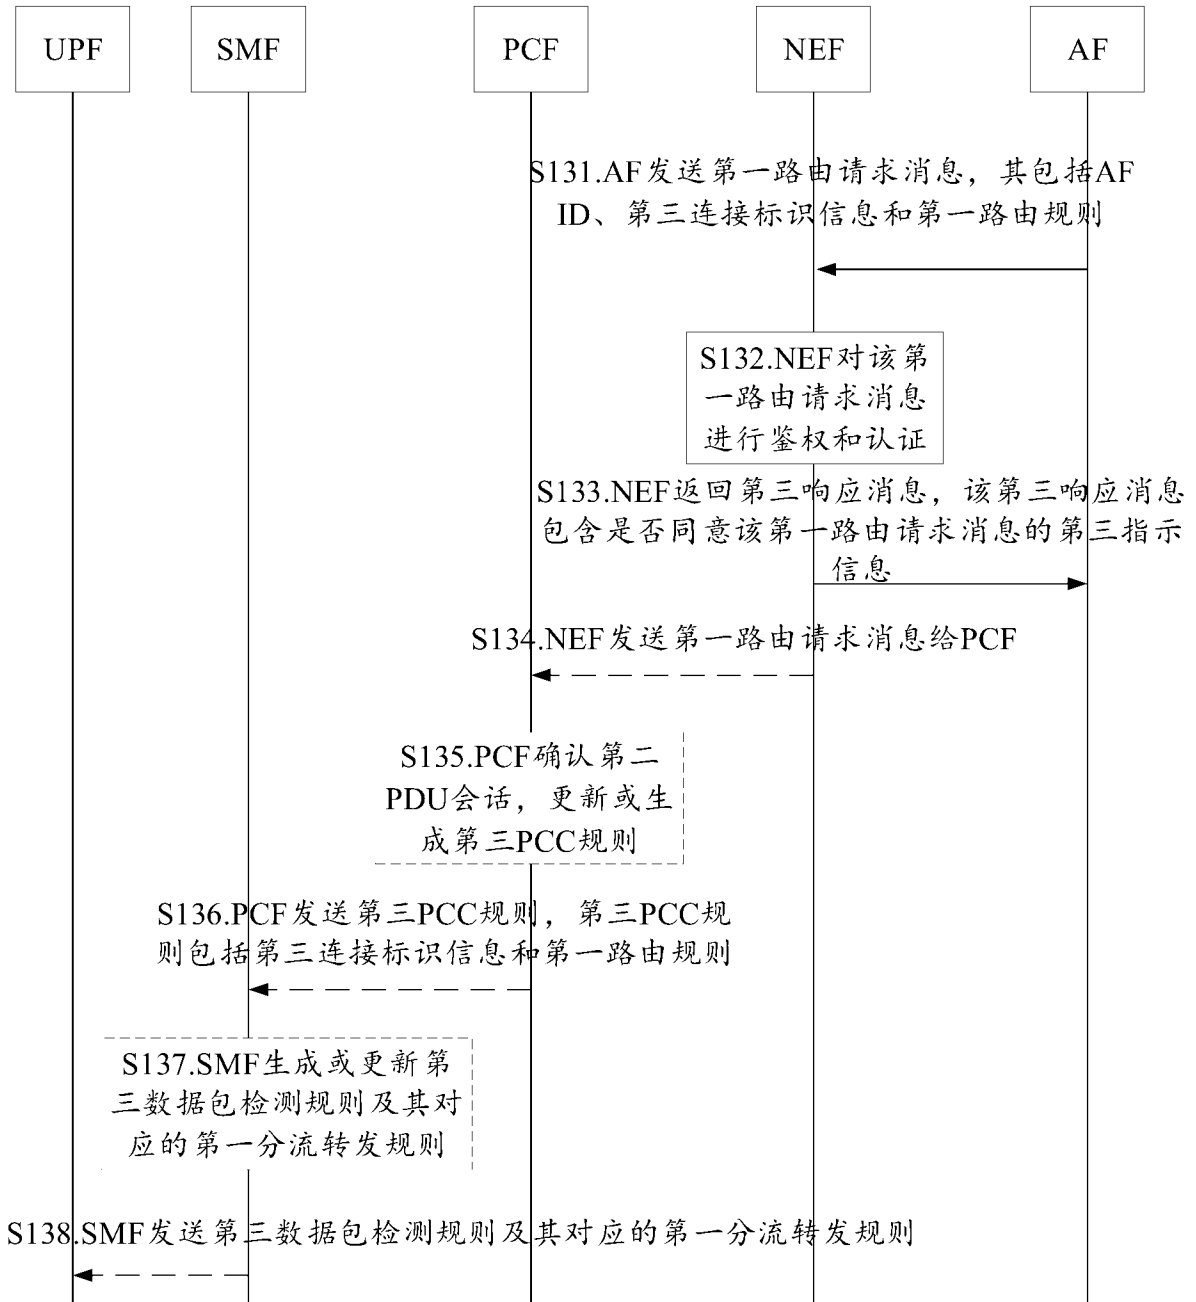 UPF
SMF
PCF
NEF
AF
S131.AF发送第一路由请求消息，其包括AF
ID、第三连接标识信息和第一路由规则
S132.NEF对该第
一路由请求消息
进行鉴权和认证
S133.NEF返回第三响应消息，该第三响应消息
包含是否同意该第一路由请求消息的第三指示
信息
S134.NEF发送第一路由请求消息给PCF
S135.PCF确认第二
PDU会话，更新或生
成第三PCC规则
S136.PCF发送第三PCC规则，第三PCC规
则包括第三连接标识信息和第一路由规则
S137.SMF生成或更新第
三数据包检测规则及其对
应的第一分流转发规则
S138.SMF发送第三数据包检测规则及其对应的第一分流转发规则